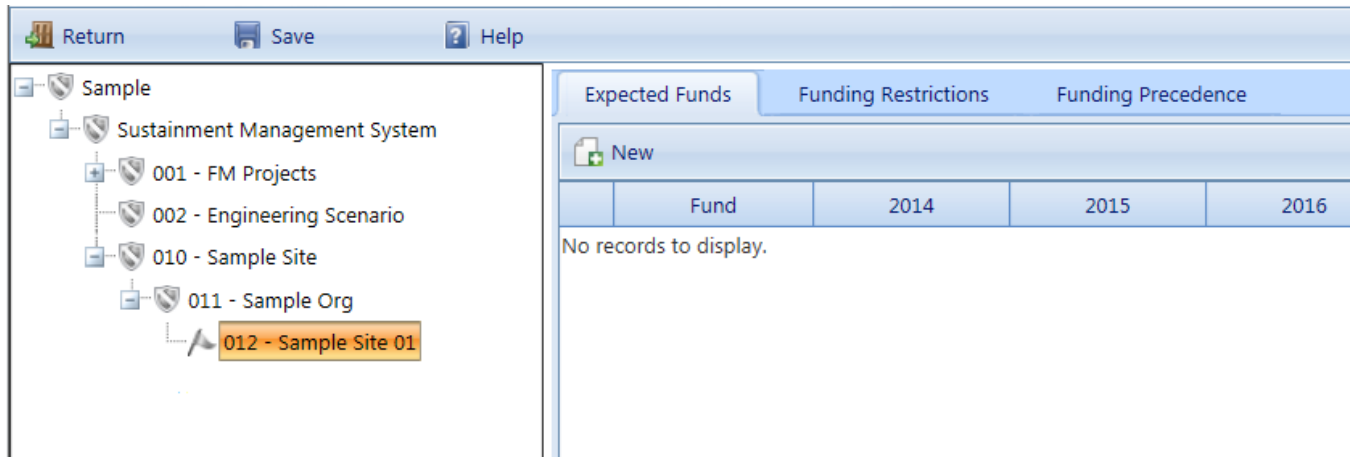 Return Save Help
Sample
Sustainment Management System
001 - FM Projects
002 - Engineering Scenario
010 - Sample Site
011 - Sample Org
012 - Sample Site 01
Expected Funds Funding Restrictions Funding Precedence
New
Fund 2014 2015 2016
No records to display.